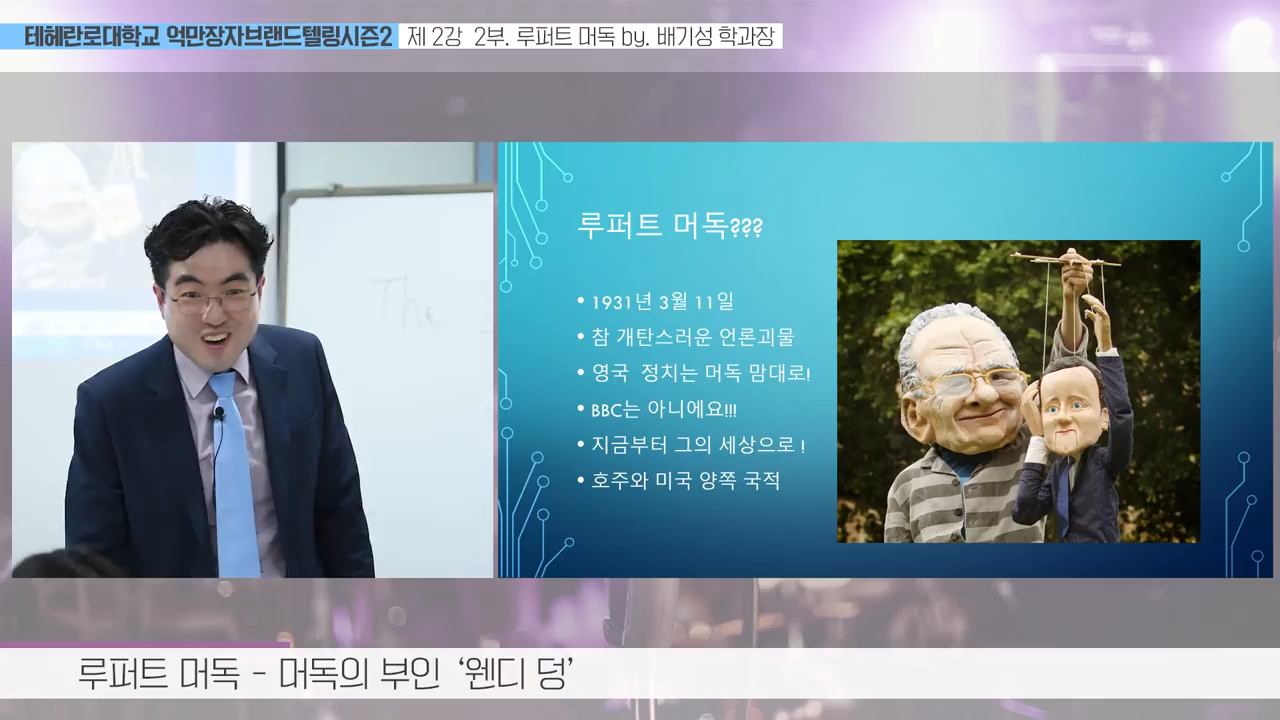 테헤란로대학교 억만장자브랜드텔링시즌2 제 2강 2부. 루퍼트 머독 by. 배기성 학과장
The
루퍼트 머독???
• 1931년 3월 11일
• 참 개탄스러운 언론괴물
• 영국 정치는 머독 맘대로!
• BBC는 아니에요!!!
• 지금부터 그의 세상으로 !
• 호주와 미국 양쪽 국적
루퍼트 머독 - 머독의 부인 ‘웬디 덩’